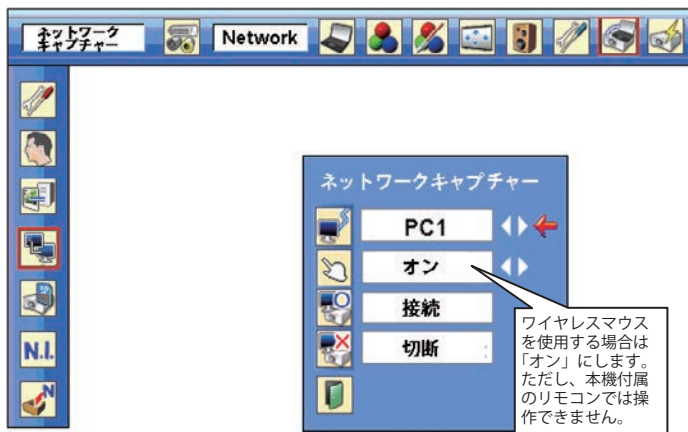 ネットワーク
キャプチャー
Network
ネットワークキャプチャー
PC1
オン
接続
切断
N.I.
N
ワイヤレスマウス
を使用する場合は
「オン」にします。
ただし、本機付属
のリモコンでは操
作できません。